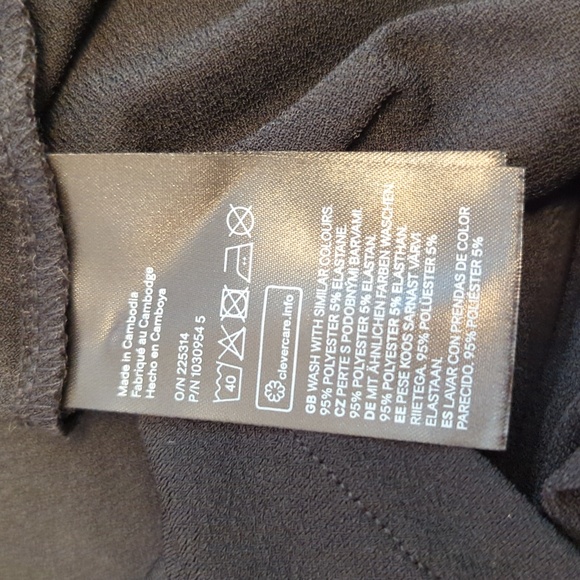 Made in Cambodia
Fabriqué au Cambodge
Hecho en Camboya
O/N 225314
P/N 1030954 5
40
clevercare.info
GB WASH WITH SIMILAR COLOURS.
95% POLYESTER 5% ELASTANE.
CZ PERTE S PODOBNÝMI BARVAMI.
95% POLYESTER 5% ELASTAN.
DE MIT ÄHNLICHEN FARBEN WASCHEN.
95% POLYESTER 5% ELASTHAN.
EE PESE KOOS SARNAST VÄRVI
RIIETEGA. 95% POLÜESTER 5%
ELASTAAN.
ES LAVAR CON PRENDAS DE COLOR
PARECIDO. 95% POLIÉSTER 5%